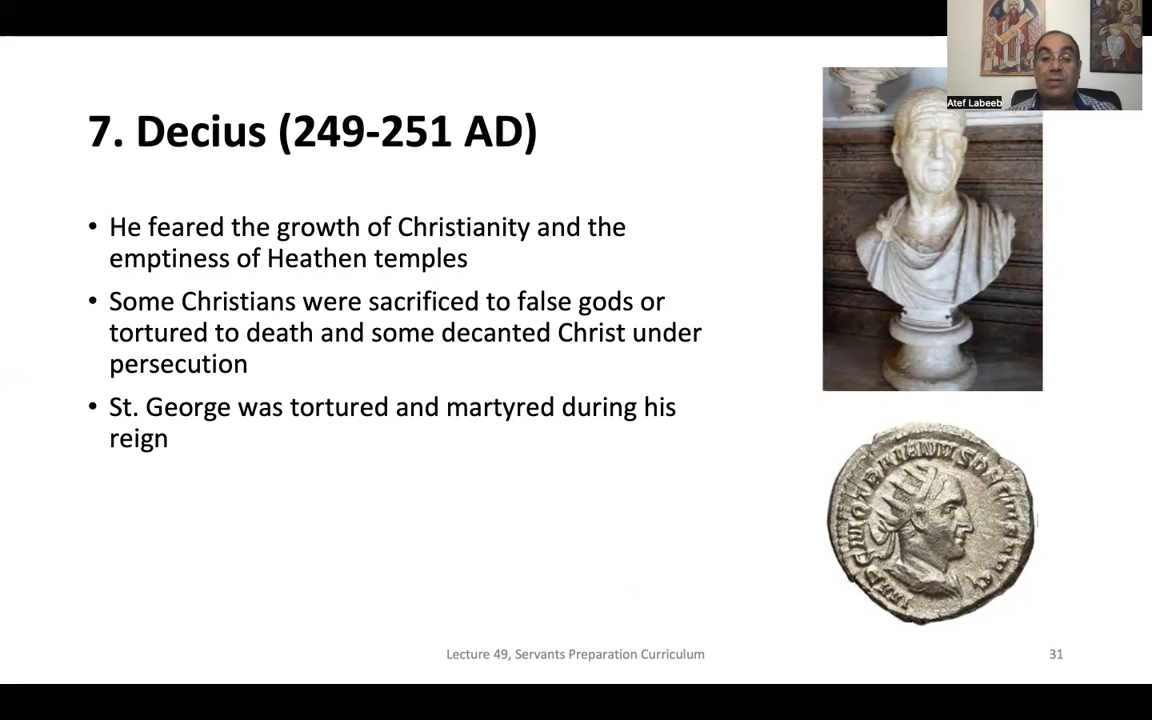 Atef Labeeb
7. Decius (249-251 AD)
• He feared the growth of Christianity and the
emptiness of Heathen temples
• Some Christians were sacrificed to false gods or
tortured to death and some decanted Christ under
persecution
• St. George was tortured and martyred during his
reign
Lecture 49, Servants Preparation Curriculum
31